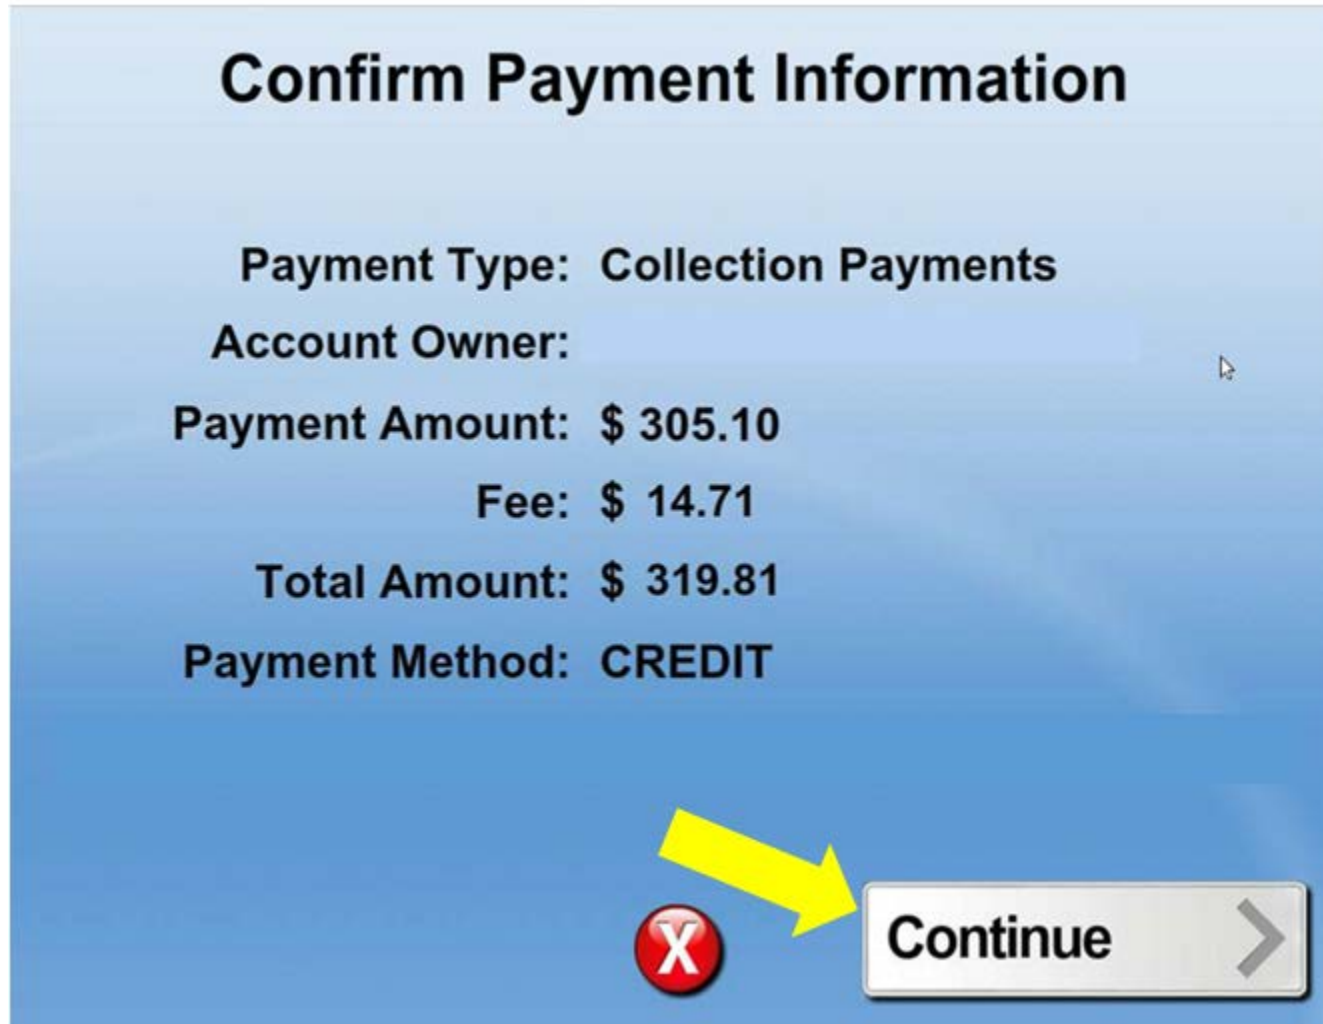 Confirm Payment Information
Payment Type: Collection Payments
Account Owner:
Payment Amount: $ 305.10
Fee: $ 14.71
Total Amount: $ 319.81
Payment Method: CREDIT
X
Continue